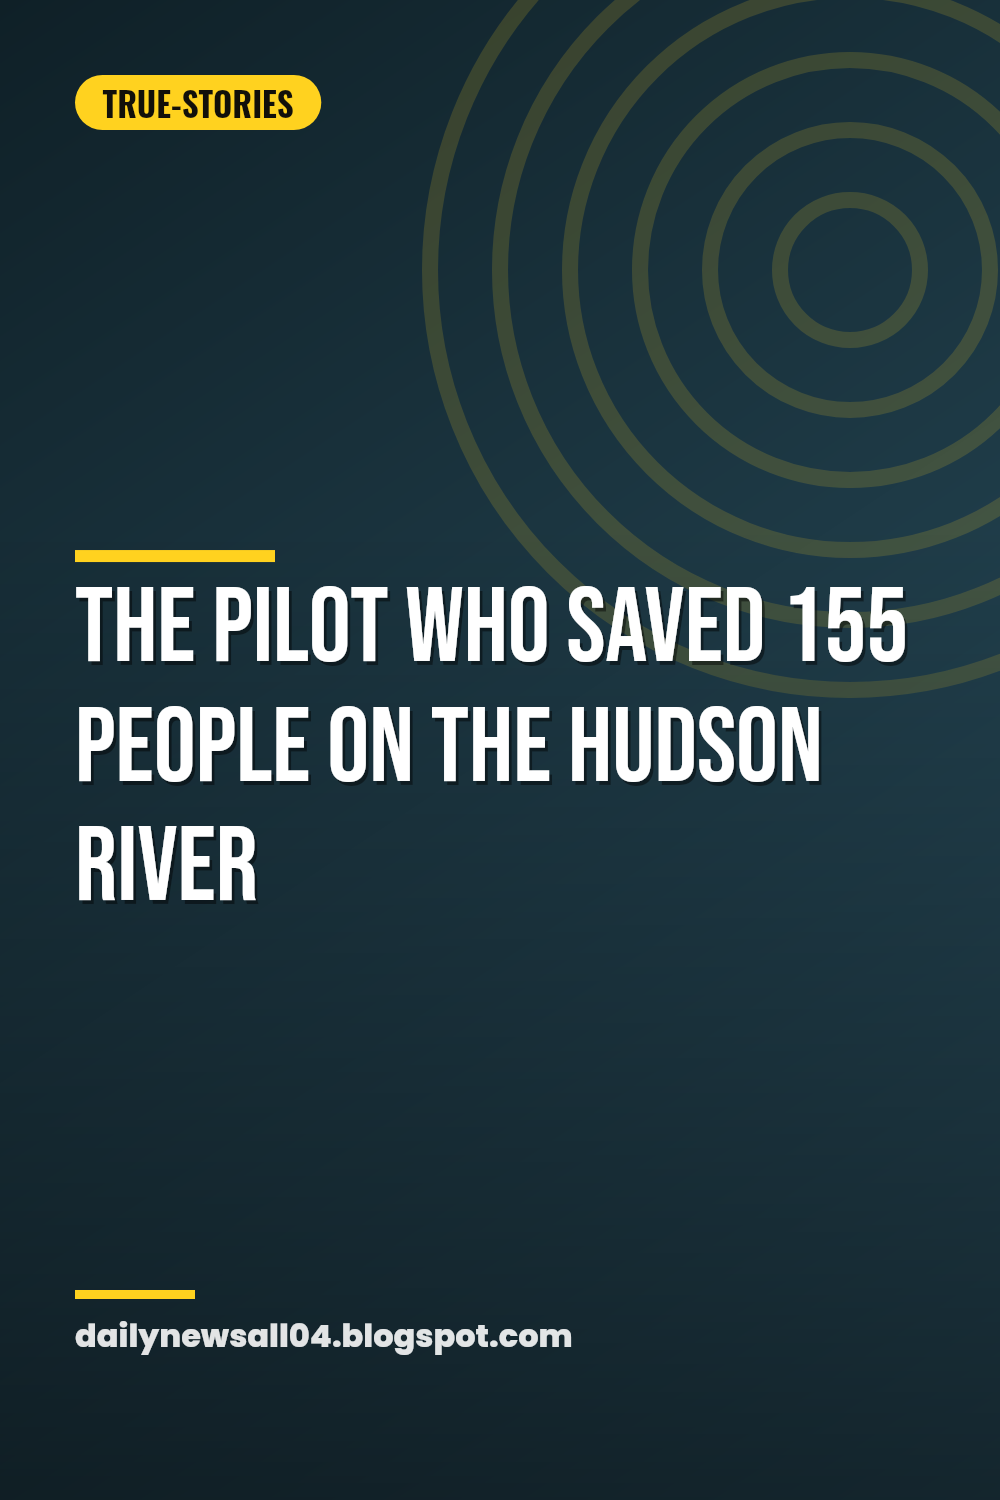 TRUE-STORIES
THE PILOT WHO SAVED 155
PEOPLE ON THE HUDSON
RIVER
dailynewsall04.blogspot.com